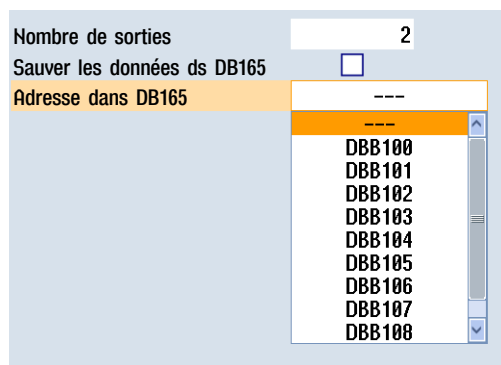 Nombre de sorties 2
Sauver les données ds DB165
Adresse dans DB165 ---
---
DBB100
DBB101
DBB102
DBB103
DBB104
DBB105
DBB106
DBB107
DBB108